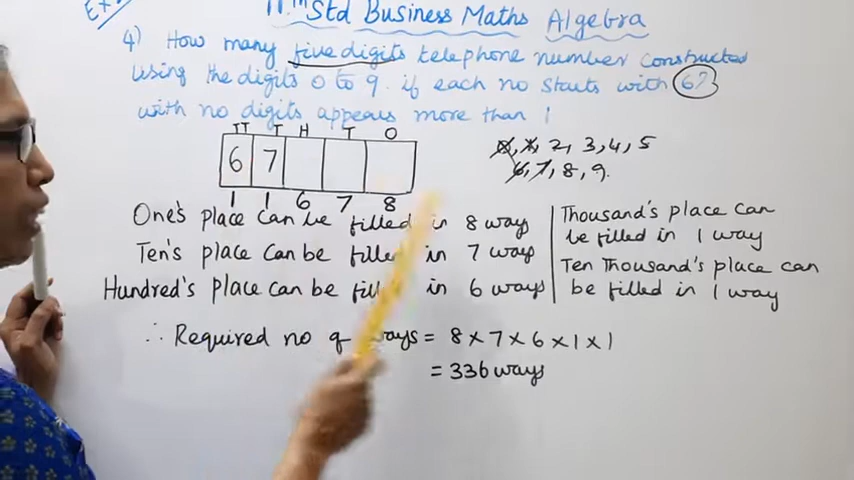 11th Std Business Maths Algebra
4) How many five digits telephone number constructed
using the digits 0 to 9. if each no starts with 67
with no digits appears more than 1
TT T H T O
6 7
1 1 6 7 8
0, 1, 2, 3, 4, 5
6, 7, 8, 9.
One's place can be filled in 8 ways
Ten's place can be filled in 7 ways
Hundred's place can be filled in 6 ways
Thousand's place can
be filled in 1 way
Ten Thousand's place can
be filled in 1 way
∴ Required no of ways = 8 × 7 × 6 × 1 × 1
= 336 ways